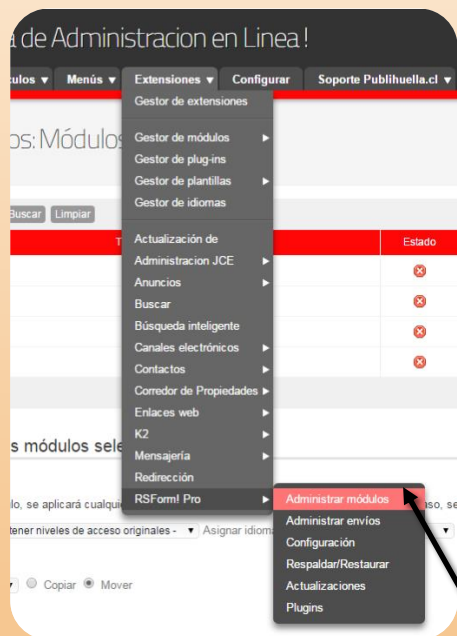 de Administracion en Linea!
Menús ▾ Extensiones ▾ Configurar Soporte Publihuella.cl ▾
Gestor de extensiones
Módulos
Gestor de módulos
Gestor de plug-ins
Gestor de plantillas
Gestor de idiomas
Buscar Limpiar
Actualización de
Estado
Administracion JCE
Anuncios
Buscar
Búsqueda inteligente
Canales electrónicos
Contactos
Corredor de Propiedades
Enlaces web
K2
s módulos sele
Mensajería
Redirección
RSForm! Pro
Administrar módulos
lo, se aplicará cualqui
aso, se
Administrar envíos
tener niveles de acceso originales - ▾ Asignar idiom
Configuración
Respaldar/Restaurar
Copiar Mover
Actualizaciones
Plugins